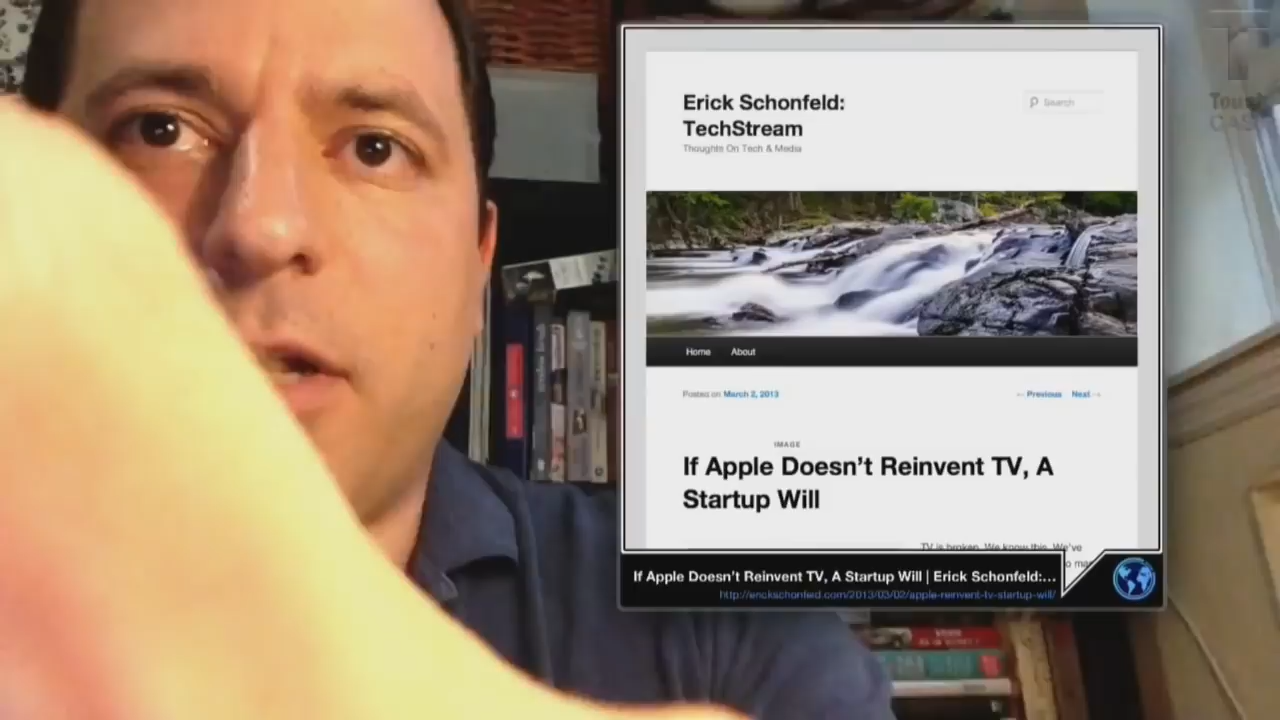 Erick Schonfeld:
TechStream
Thoughts On Tech & Media
Search
Home About
Posted on March 2, 2013
← Previous Next →
IMAGE
If Apple Doesn't Reinvent TV, A
Startup Will
TV is broken. We know this. We've
If Apple Doesn't Reinvent TV, A Startup Will | Erick Schonfeld:...
http://erickschonfeld.com/2013/03/02/apple-reinvent-tv-startup-will/